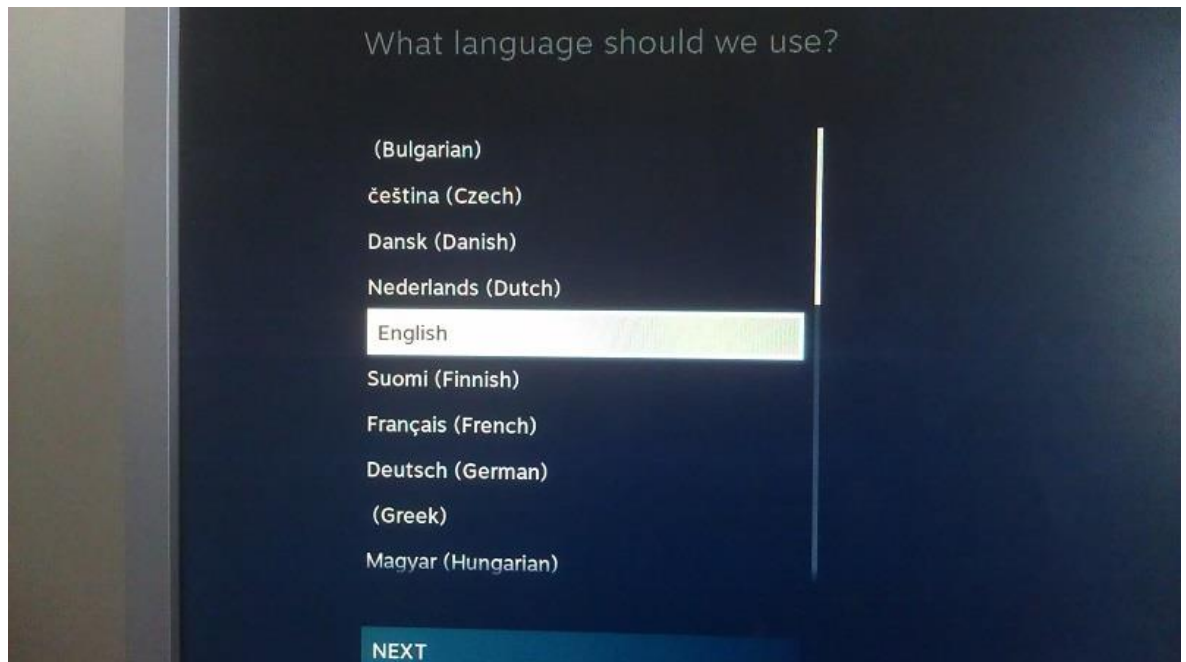 What language should we use?
(Bulgarian)
čeština (Czech)
Dansk (Danish)
Nederlands (Dutch)
English
Suomi (Finnish)
Français (French)
Deutsch (German)
(Greek)
Magyar (Hungarian)
NEXT